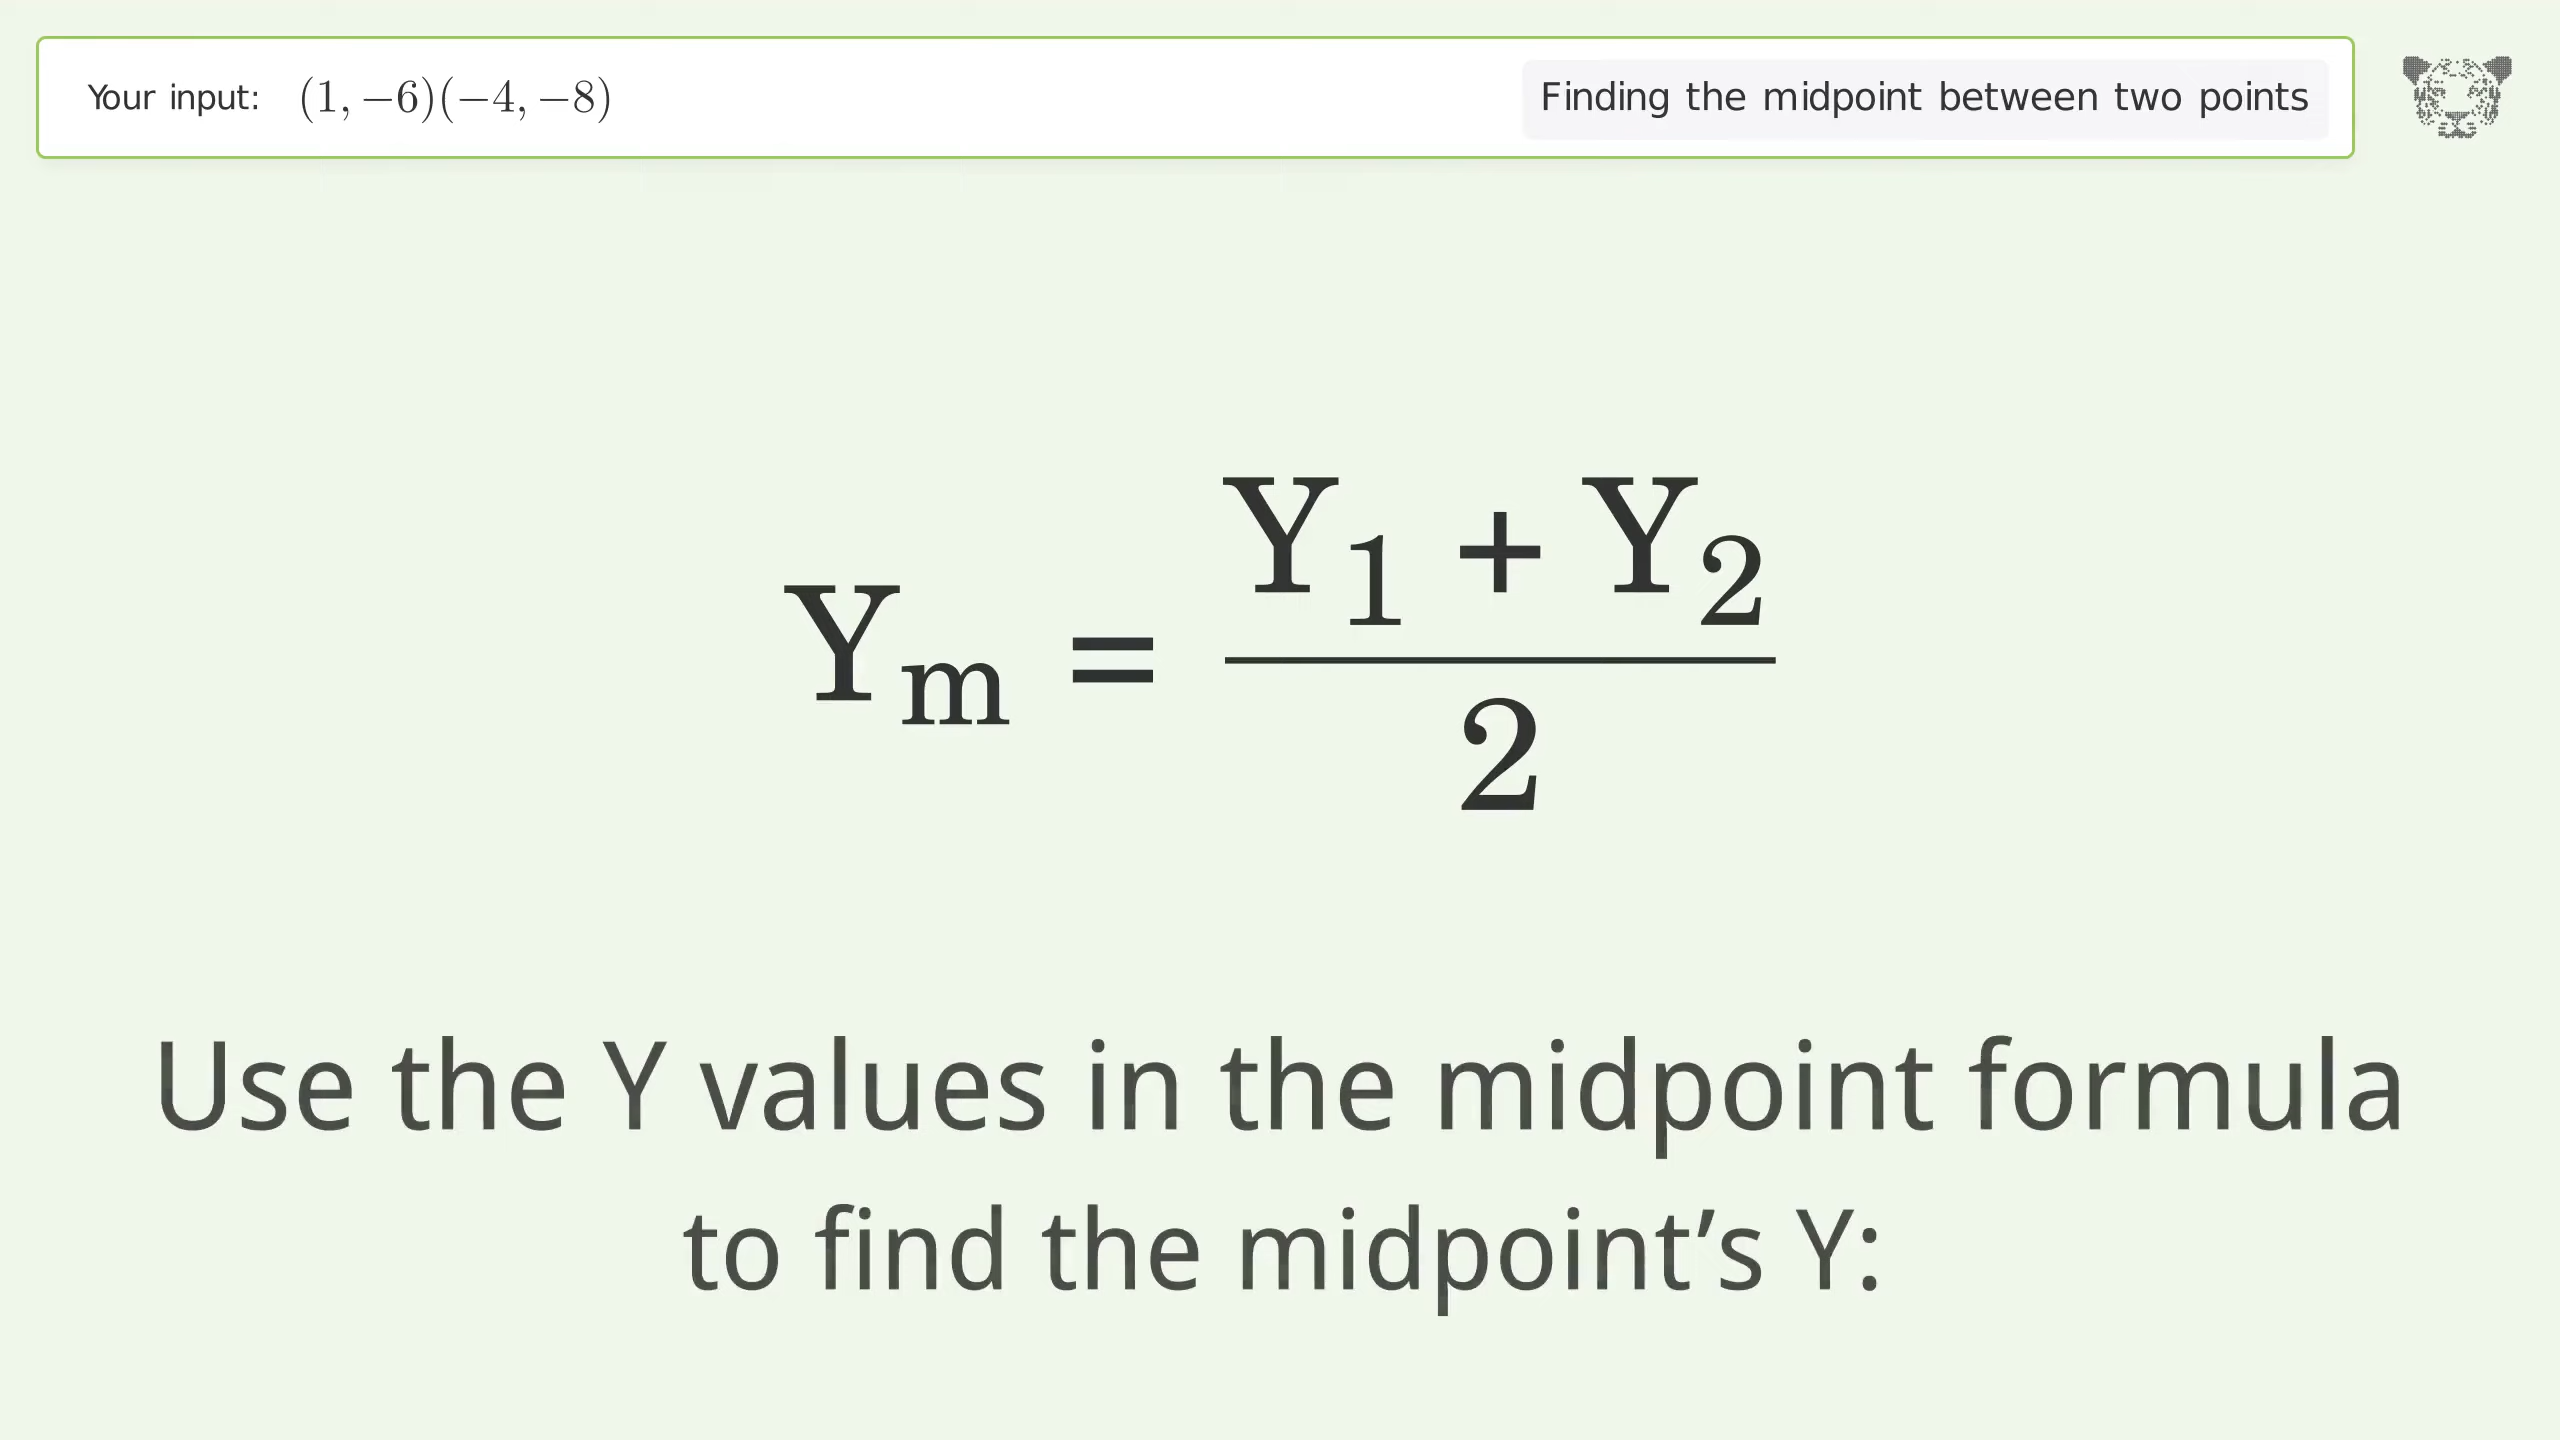 Your input: (1, −6)(−4, −8)
Finding the midpoint between two points
Yₘ = (Y₁ + Y₂) / 2
Use the Y values in the midpoint formula
to find the midpoint’s Y: